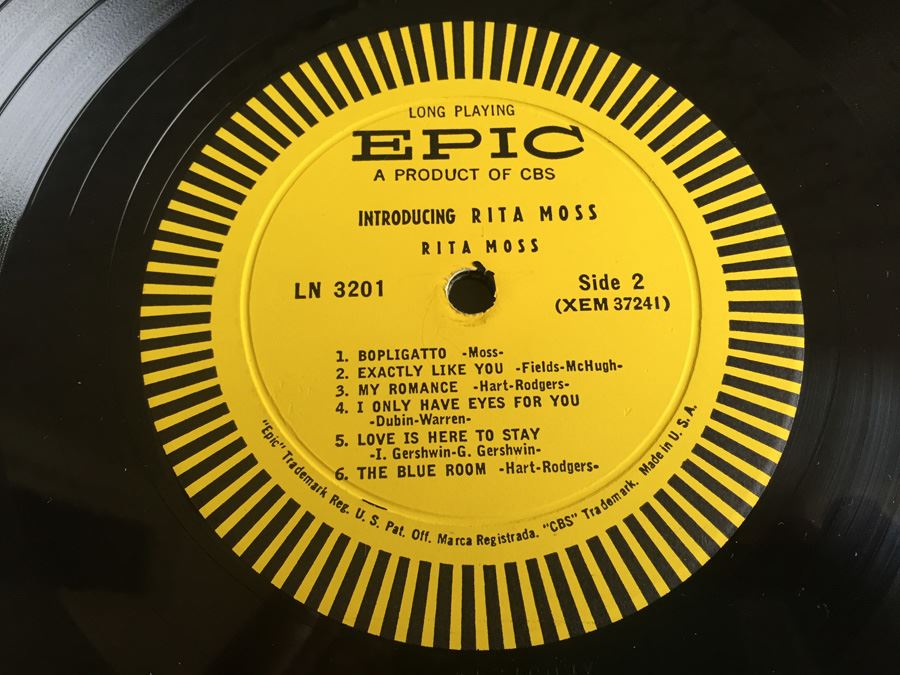 LONG PLAYING
EPIC
A PRODUCT OF CBS
INTRODUCING RITA MOSS
RITA MOSS
LN 3201
Side 2
(XEM 37241)
1. BOPLIGATTO -Moss-
2. EXACTLY LIKE YOU -Fields-McHugh-
3. MY ROMANCE -Hart-Rodgers-
4. I ONLY HAVE EYES FOR YOU
-Dubin-Warren-
5. LOVE IS HERE TO STAY
-I. Gershwin-G. Gershwin-
6. THE BLUE ROOM -Hart-Rodgers-
"Epic" Trademark Reg. U. S. Pat. Off. Marca Registrada. "CBS" Trademark. Made in U. S. A.